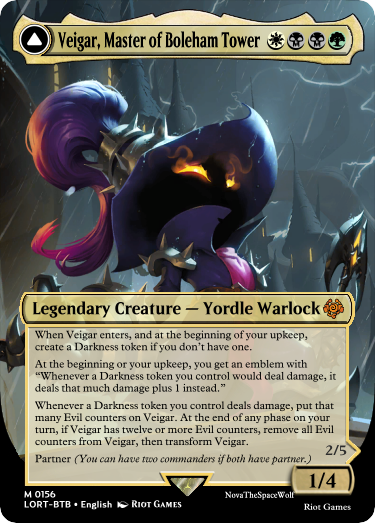 Veigar, Master of Boleham Tower
Legendary Creature — Yordle Warlock
When Veigar enters, and at the beginning of your upkeep,
create a Darkness token if you don't have one.
At the beginning or your upkeep, you get an emblem with
“Whenever a Darkness token you control would deal damage, it
deals that much damage plus 1 instead.”
Whenever a Darkness token you control deals damage, put
that many Evil counters on Veigar. At the end of any phase on your
turn, if Veigar has twelve or more Evil counters, remove all Evil
counters from Veigar, then transform Veigar.
2/5
Partner (You can have two commanders if both have partner.)
1/4
M 0156
LORT-BTB • English Riot Games
NovaTheSpaceWolf
Riot Games